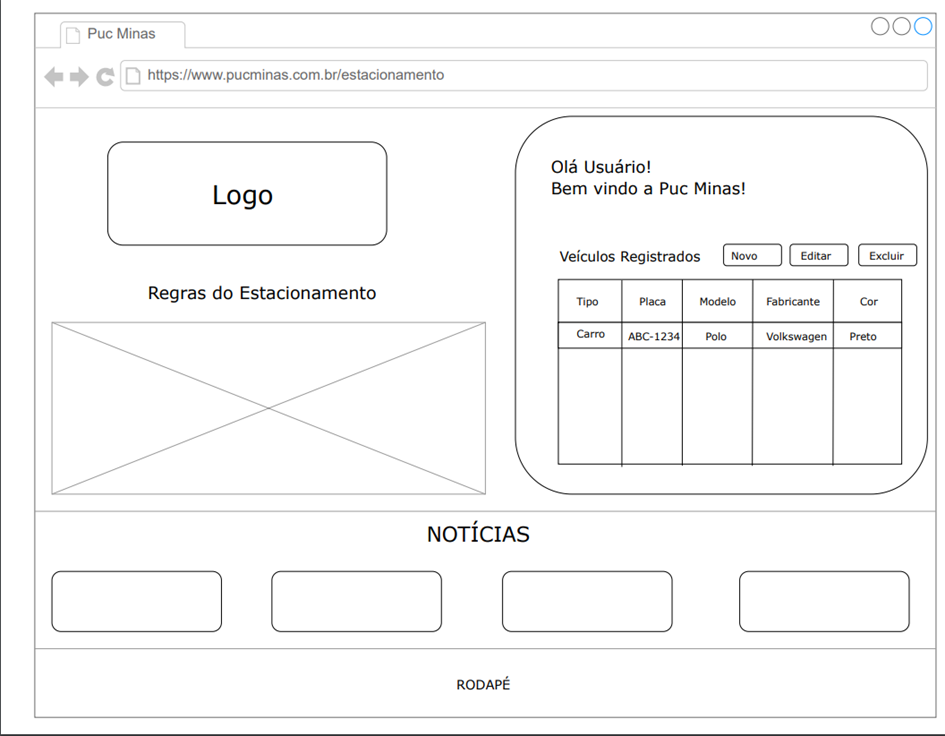 Puc Minas
https://www.pucminas.com.br/estacionamento
Logo
Regras do Estacionamento
Olá Usuário!
Bem vindo a Puc Minas!
Veículos Registrados Novo Editar Excluir
Tipo Placa Modelo Fabricante Cor
Carro ABC-1234 Polo Volkswagen Preto
NOTÍCIAS
RODAPÉ